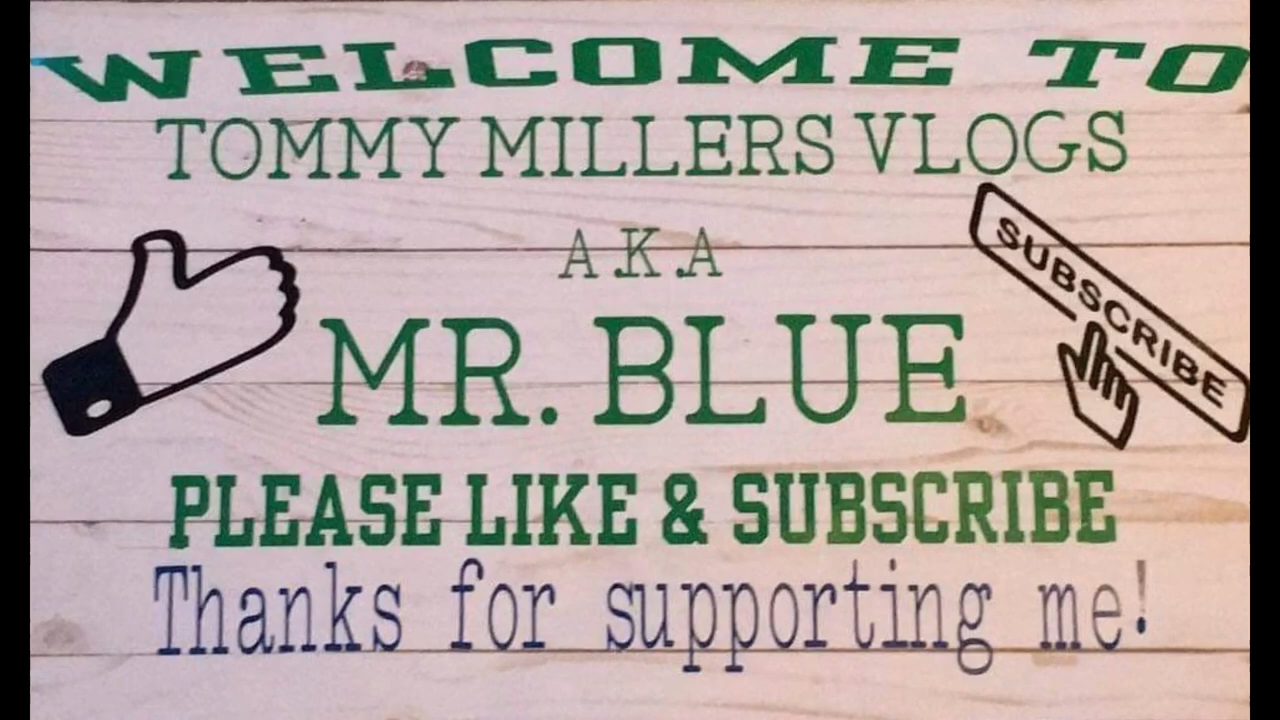 WELCOME TO
TOMMY MILLERS VLOGS
A.K.A
MR. BLUE
SUBSCRIBE
PLEASE LIKE & SUBSCRIBE
Thanks for supporting me!